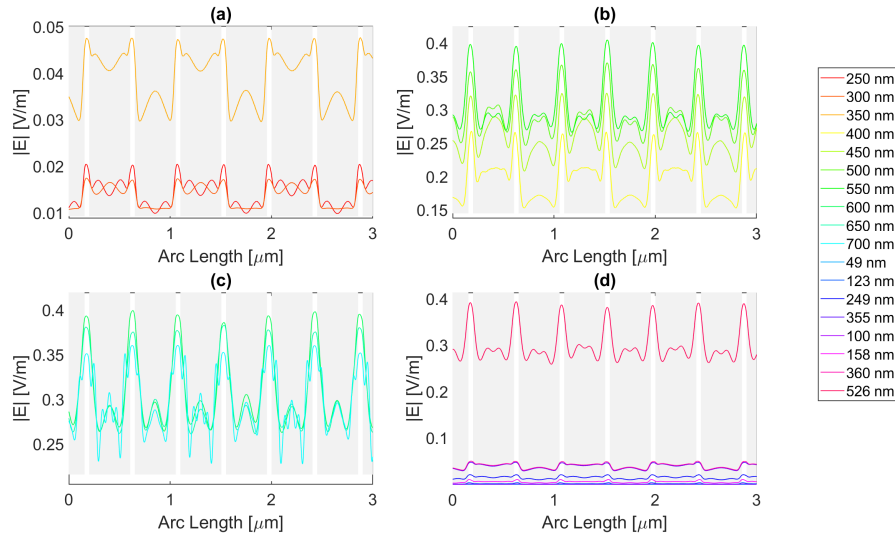 (a)
0.05
0.04
0.03
0.02
0.01
|E| [V/m]
0 1 2 3
Arc Length [μm]
(b)
0.4
0.35
0.3
0.25
0.2
0.15
|E| [V/m]
0 1 2 3
Arc Length [μm]
(c)
0.4
0.35
0.3
0.25
|E| [V/m]
0 1 2 3
Arc Length [μm]
(d)
0.4
0.3
0.2
0.1
|E| [V/m]
0 1 2 3
Arc Length [μm]
250 nm
300 nm
350 nm
400 nm
450 nm
500 nm
550 nm
600 nm
650 nm
700 nm
49 nm
123 nm
249 nm
355 nm
100 nm
158 nm
360 nm
526 nm